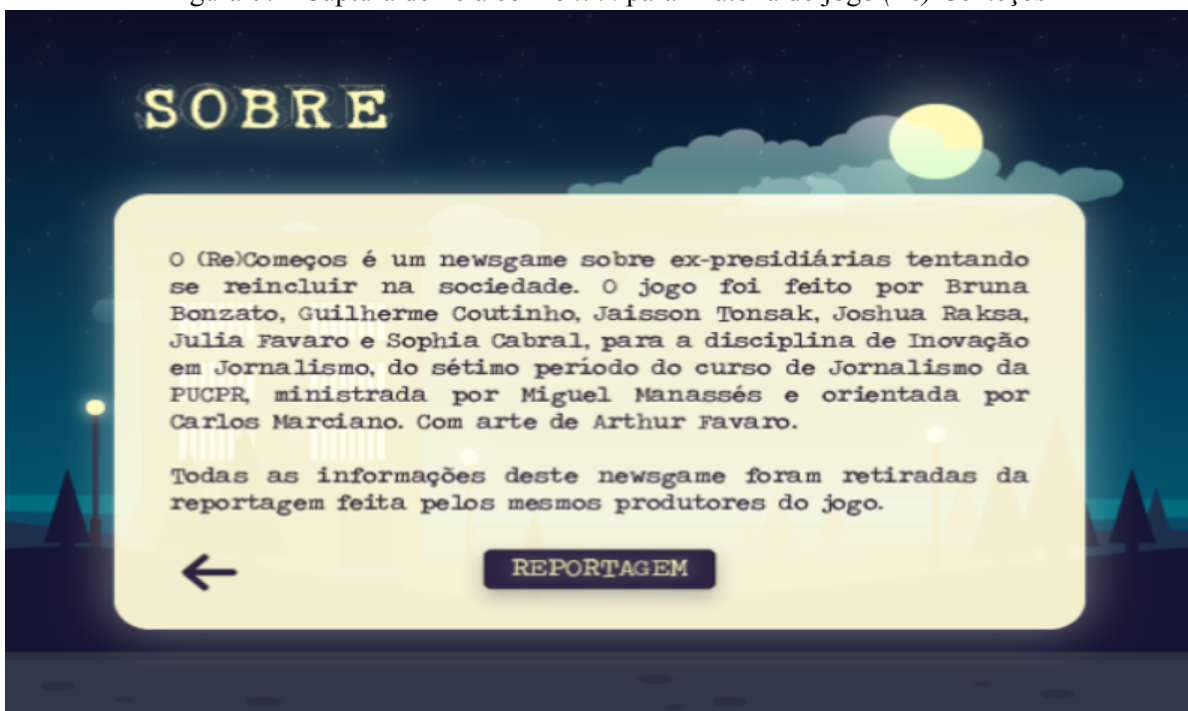 SOBRE
O (Re)Começos é um newsgame sobre ex-presidiárias tentando
se reincluir na sociedade. O jogo foi feito por Bruna
Bonzato, Guilherme Coutinho, Jaisson Tonsak, Joshua Raksa,
Julia Favaro e Sophia Cabral, para a disciplina de Inovação
em Jornalismo, do sétimo período do curso de Jornalismo da
PUCPR, ministrada por Miguel Manassés e orientada por
Carlos Marciano. Com arte de Arthur Favaro.
Todas as informações deste newsgame foram retiradas da
reportagem feita pelos mesmos produtores do jogo.
REPORTAGEM